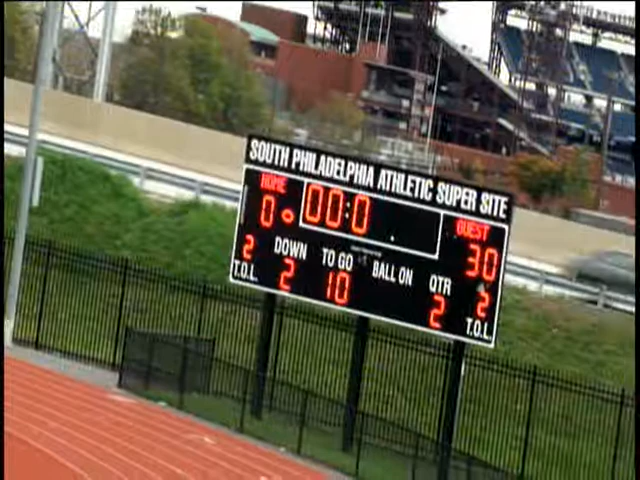 SOUTH PHILADELPHIA ATHLETIC SUPER SITE
HOME 00:0 GUEST
0 30
2 DOWN TO GO BALL ON QTR 2
T.O.L. 2 10 2 T.O.L.